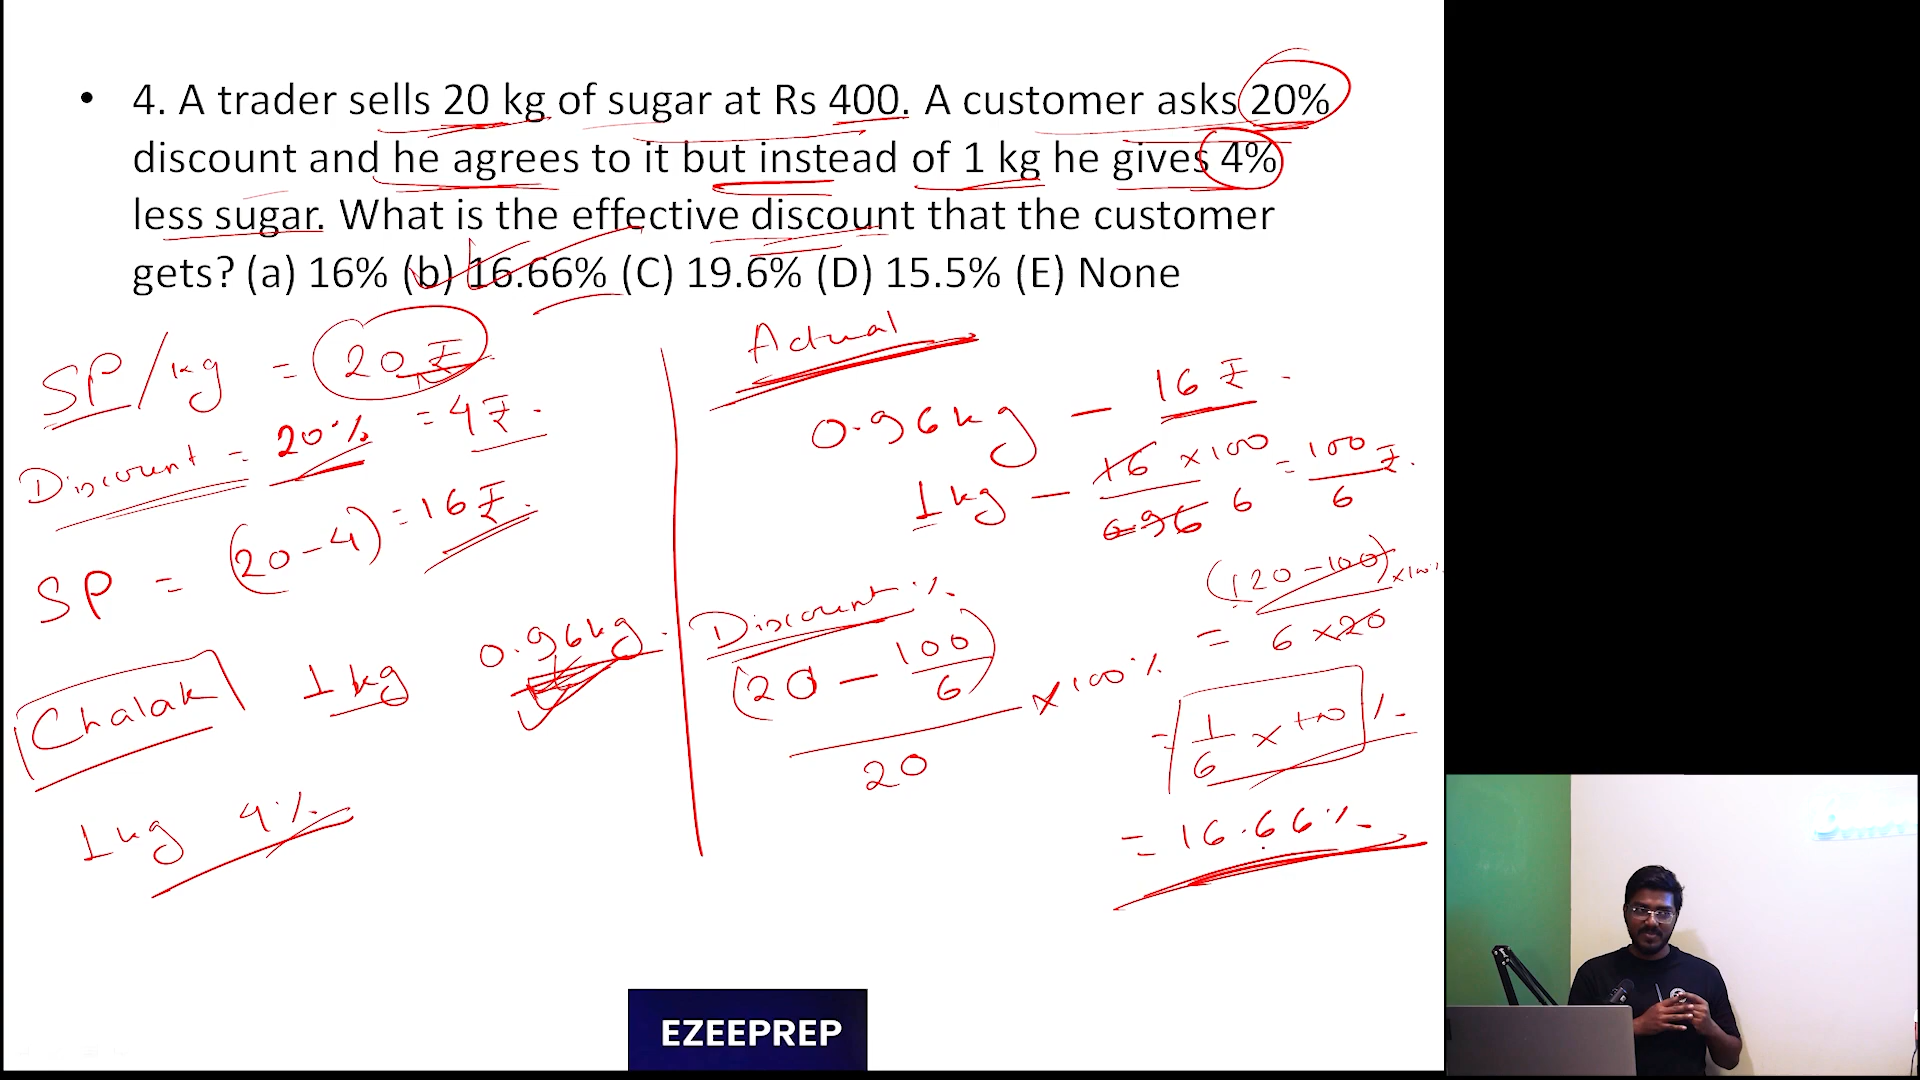 • 4. A trader sells 20 kg of sugar at Rs 400. A customer asks 20%
discount and he agrees to it but instead of 1 kg he gives 4%
less sugar. What is the effective discount that the customer
gets? (a) 16% (b) 16.66% (C) 19.6% (D) 15.5% (E) None
SP/kg = 20 ₹
Discount = 20% = 4₹.
SP = (20-4) = 16₹.
Chalak 1kg 0.96kg.
1kg 4%
Actual
0.96kg — 16 ₹.
1kg — 16 x100 / 0.96 6 = 100/6 ₹.
Discount %
(20 - 100/6) / 20 x 100%
= (120-100) x100% / 6 x 20
= 1/6 x 100 %
= 16.66%
EZEEPREP